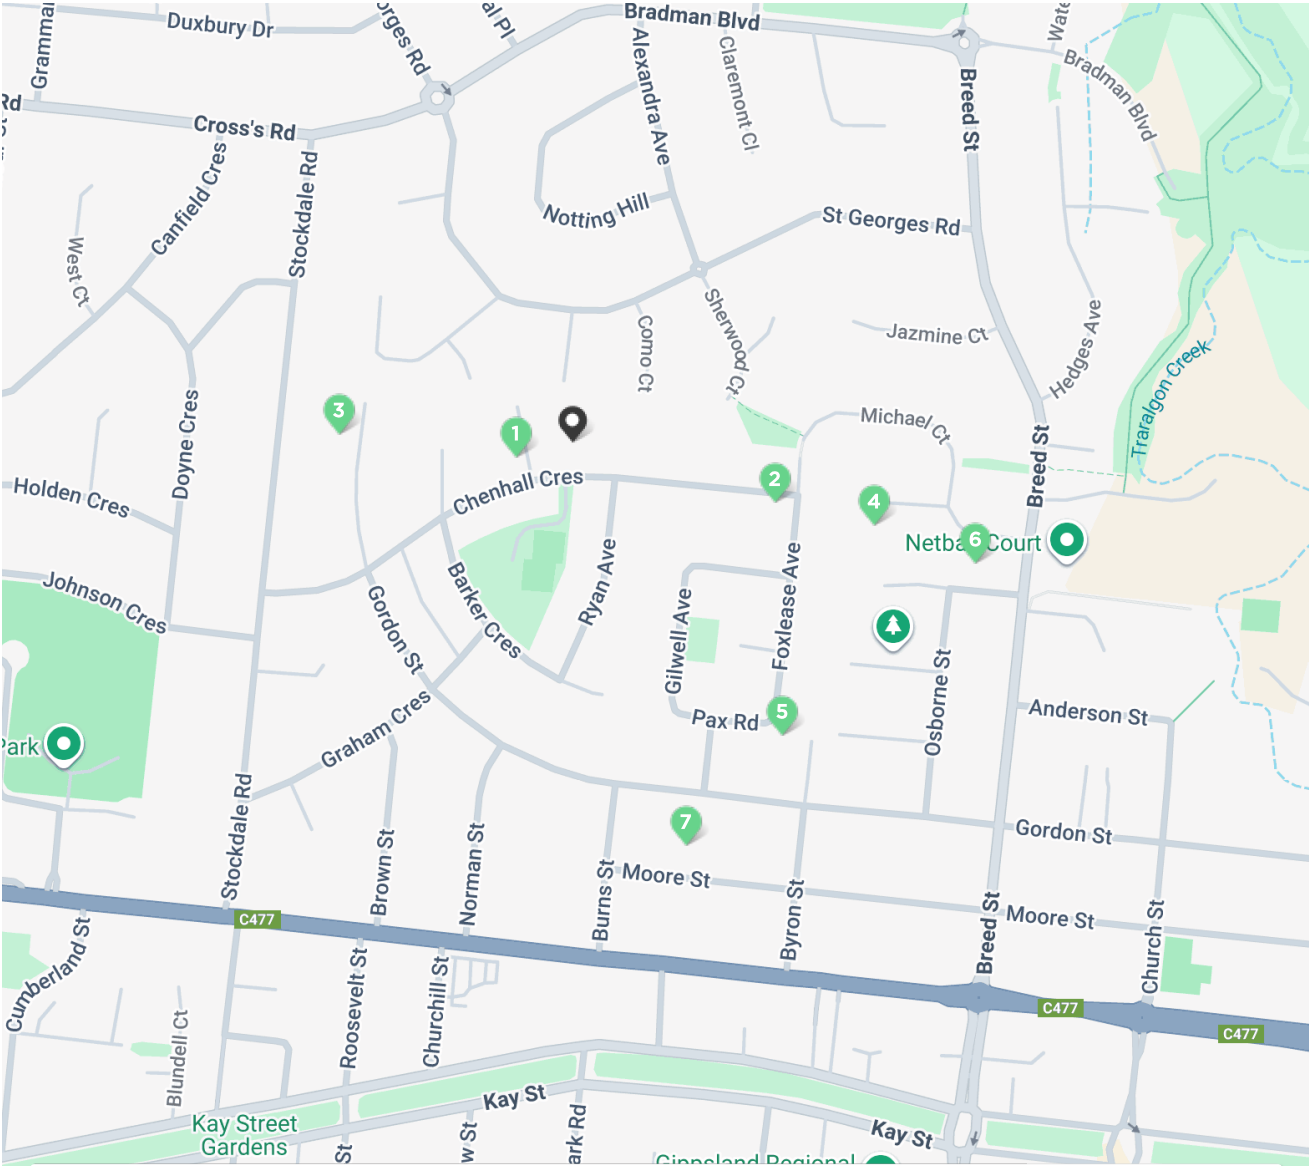 Duxbury Dr
Bradman Blvd
Alexandra Ave
Claremont Cl
Bradman Blvd
Breed St
Cross's Rd
Rd
Canfield Cres
Stockdale Rd
West Ct
Notting Hill
St Georges Rd
Sherwood Ct
Como Ct
Jazmine Ct
Hedges Ave
Traralgon Creek
Michael Ct
Doyne Cres
Holden Cres
Chenhall Cres
3
1
2
4
6
Breed St
Netball Court
Johnson Cres
Gordon St
Barker Cres
Ryan Ave
Gilwell Ave
Foxlease Ave
Osborne St
Pax Rd
5
Anderson St
Park
Graham Cres
Stockdale Rd
Brown St
Norman St
Burns St
7
Moore St
Byron St
Gordon St
Breed St
Moore St
Church St
C477
C477
C477
Cumberland St
Roosevelt St
Churchill St
Blundell Ct
Kay St
Kay St
Kay Street
Gardens
St
Gippsland Regional